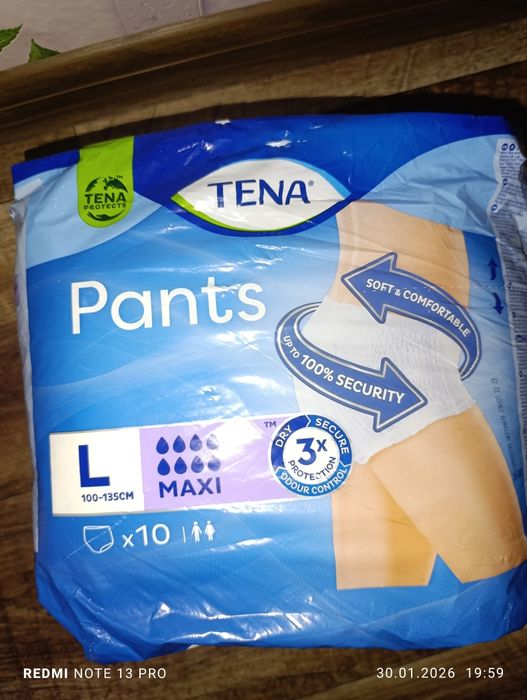 TENA
PROTECTS
TENA®
Pants
SOFT & COMFORTABLE
UP TO 100% SECURITY
L
100-135CM
MAXI
™
DRY
SECURE
3x
PROTECTION
ODOUR CONTROL
x10
REDMI NOTE 13 PRO
30.01.2026 19:59